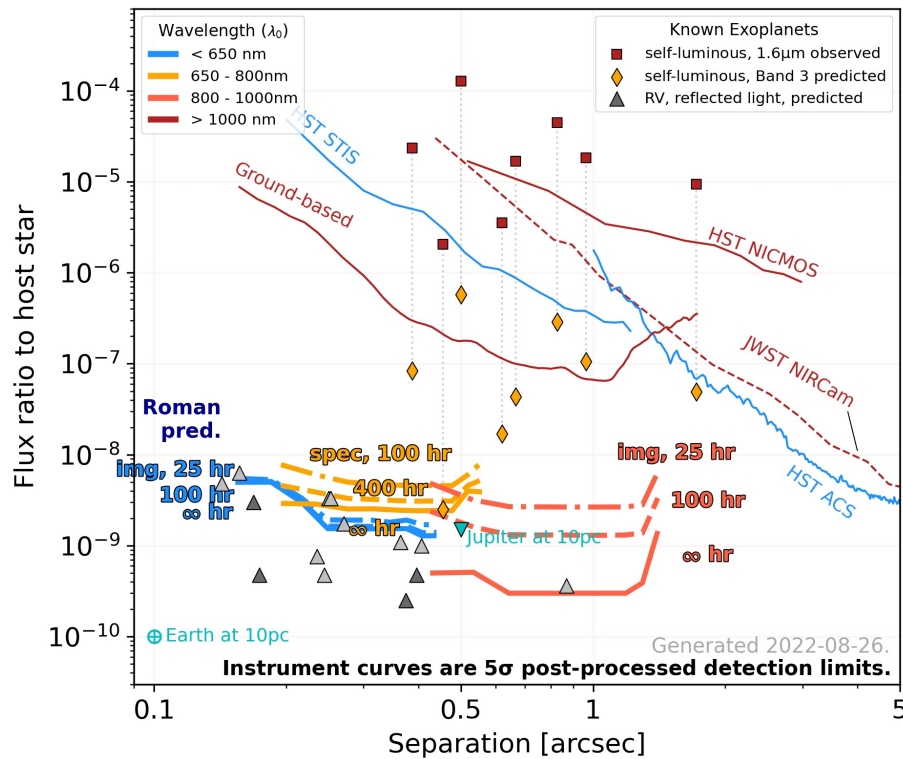 Wavelength (λ₀)
< 650 nm
650 - 800nm
800 - 1000nm
> 1000 nm
Known Exoplanets
self-luminous, 1.6μm observed
self-luminous, Band 3 predicted
RV, reflected light, predicted
HST STIS
Ground-based
HST NICMOS
JWST NIRCam
HST ACS
Roman
pred.
img, 25 hr
100 hr
∞ hr
spec, 100 hr
400 hr
∞ hr
img, 25 hr
100 hr
∞ hr
Jupiter at 10pc
Earth at 10pc
Generated 2022-08-26.
Instrument curves are 5σ post-processed detection limits.
Flux ratio to host star
10⁻⁴
10⁻⁵
10⁻⁶
10⁻⁷
10⁻⁸
10⁻⁹
10⁻¹⁰
0.1 0.5 1 5
Separation [arcsec]